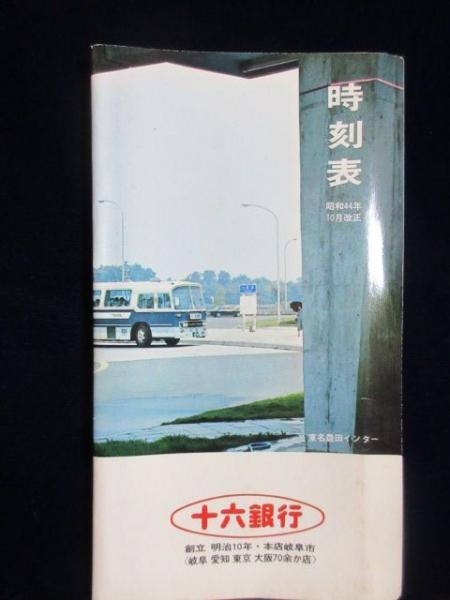 時刻表
昭和44年
10月改正
東名豊田インター
十六銀行
創立 明治10年・本店岐阜市
(岐阜 愛知 東京 大阪70余か店)